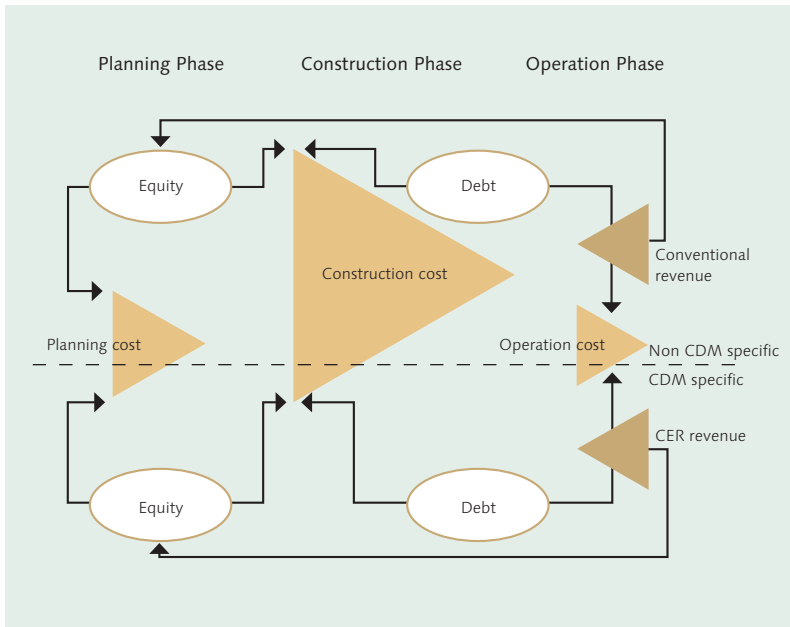 Planning Phase
Construction Phase
Operation Phase
Equity
Debt
Conventional
revenue
Construction cost
Planning cost
Operation cost
Non CDM specific
CDM specific
CER revenue
Equity
Debt